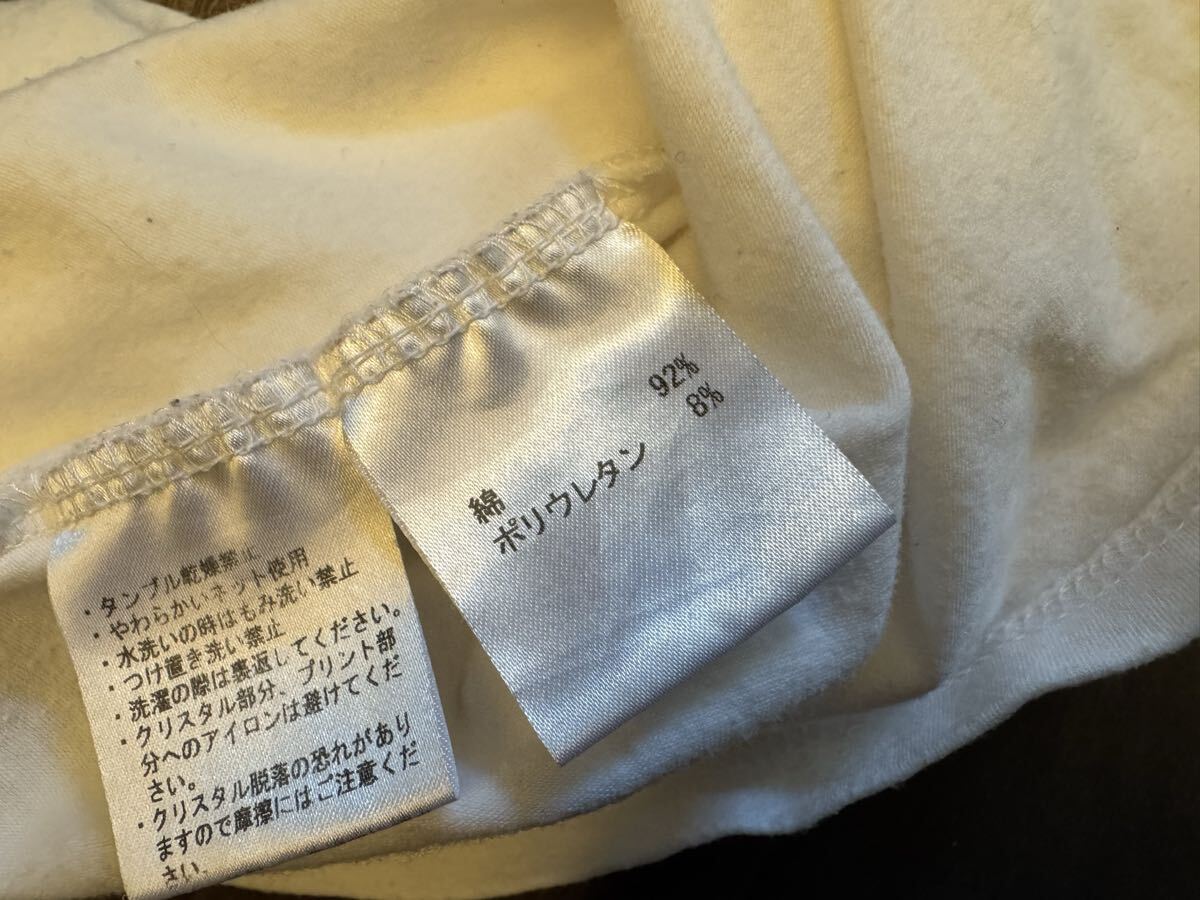 ・タンブル乾燥禁止
・やわらかいネット使用
・水洗いの時はもみ洗い禁止
・つけ置き洗い禁止
・洗濯の際は裏返してください。
・クリスタル部分、プリント部
分へのアイロンは避けてくだ
さい。
・クリスタル脱落の恐れがあり
ますので摩擦にはご注意くだ
さい。
綿 92%
ポリウレタン 8%